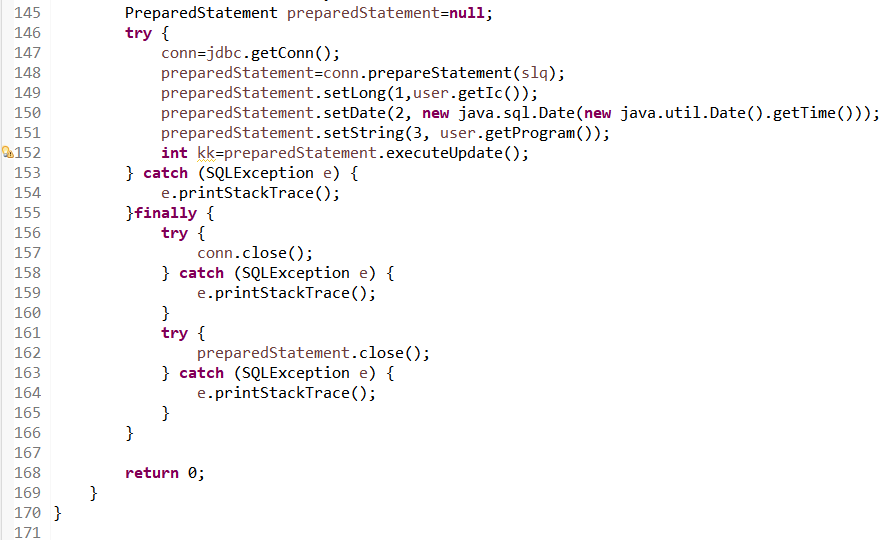 145 PreparedStatement preparedStatement=null;
146 try {
147 conn=jdbc.getConn();
148 preparedStatement=conn.prepareStatement(slq);
149 preparedStatement.setLong(1,user.getIc());
150 preparedStatement.setDate(2, new java.sql.Date(new java.util.Date().getTime()));
151 preparedStatement.setString(3, user.getProgram());
152 int kk=preparedStatement.executeUpdate();
153 } catch (SQLException e) {
154 e.printStackTrace();
155 }finally {
156 try {
157 conn.close();
158 } catch (SQLException e) {
159 e.printStackTrace();
160 }
161 try {
162 preparedStatement.close();
163 } catch (SQLException e) {
164 e.printStackTrace();
165 }
166 }
167
168 return 0;
169 }
170 }
171